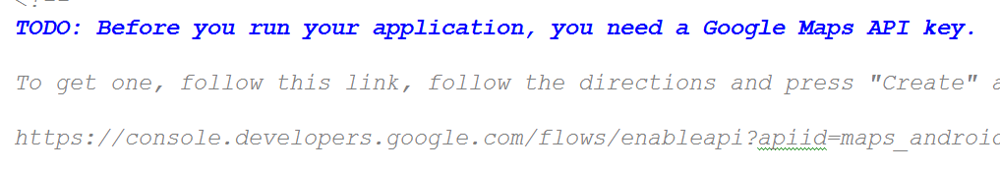 <!--
TODO: Before you run your application, you need a Google Maps API key.
To get one, follow this link, follow the directions and press "Create" a
https://console.developers.google.com/flows/enableapi?apiid=maps_android